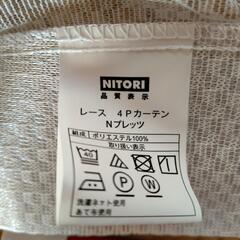 NITORI
品質表示
レース 4Pカーテン
Nプレッツ
組成 ポリエステル100%
取り扱い表示
40
P W
洗濯ネット使用
あて布使用